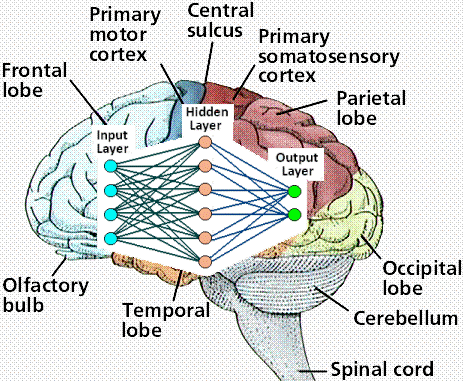 Primary
motor
cortex
Central
sulcus
Primary
somatosensory
cortex
Frontal
lobe
Parietal
lobe
Input
Layer
Hidden
Layer
Output
Layer
Olfactory
bulb
Temporal
lobe
Occipital
lobe
Cerebellum
Spinal cord